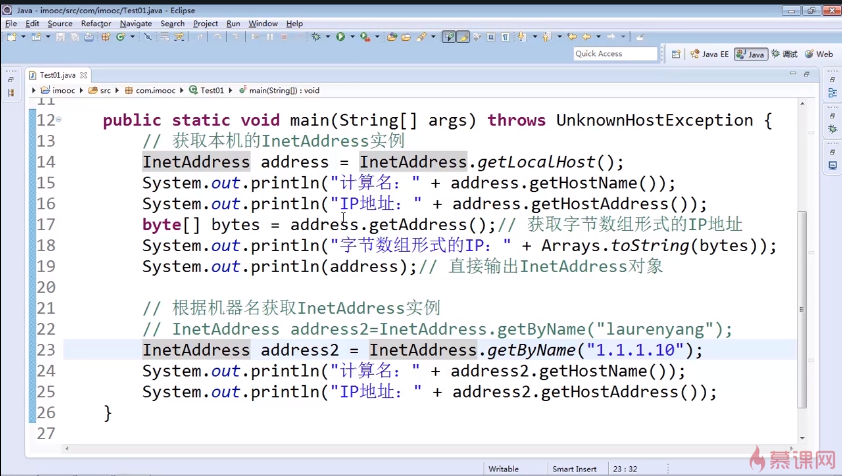 Java - imooc/src/com/imooc/Test01.java - Eclipse
File Edit Source Refactor Navigate Search Project Run Window Help
Quick Access Java EE Java 调试 Web
Test01.java
imooc src com.imooc Test01 main(String[]) : void
11
12 public static void main(String[] args) throws UnknownHostException {
13 // 获取本机的InetAddress实例
14 InetAddress address = InetAddress.getLocalHost();
15 System.out.println("计算名：" + address.getHostName());
16 System.out.println("IP地址：" + address.getHostAddress());
17 byte[] bytes = address.getAddress();// 获取字节数组形式的IP地址
18 System.out.println("字节数组形式的IP：" + Arrays.toString(bytes));
19 System.out.println(address);// 直接输出InetAddress对象
20
21 // 根据机器名获取InetAddress实例
22 // InetAddress address2=InetAddress.getByName("laurenyang");
23 InetAddress address2 = InetAddress.getByName("1.1.1.10");
24 System.out.println("计算名：" + address2.getHostName());
25 System.out.println("IP地址：" + address2.getHostAddress());
26 }
27
慕课网
Writable Smart Insert 23 : 32